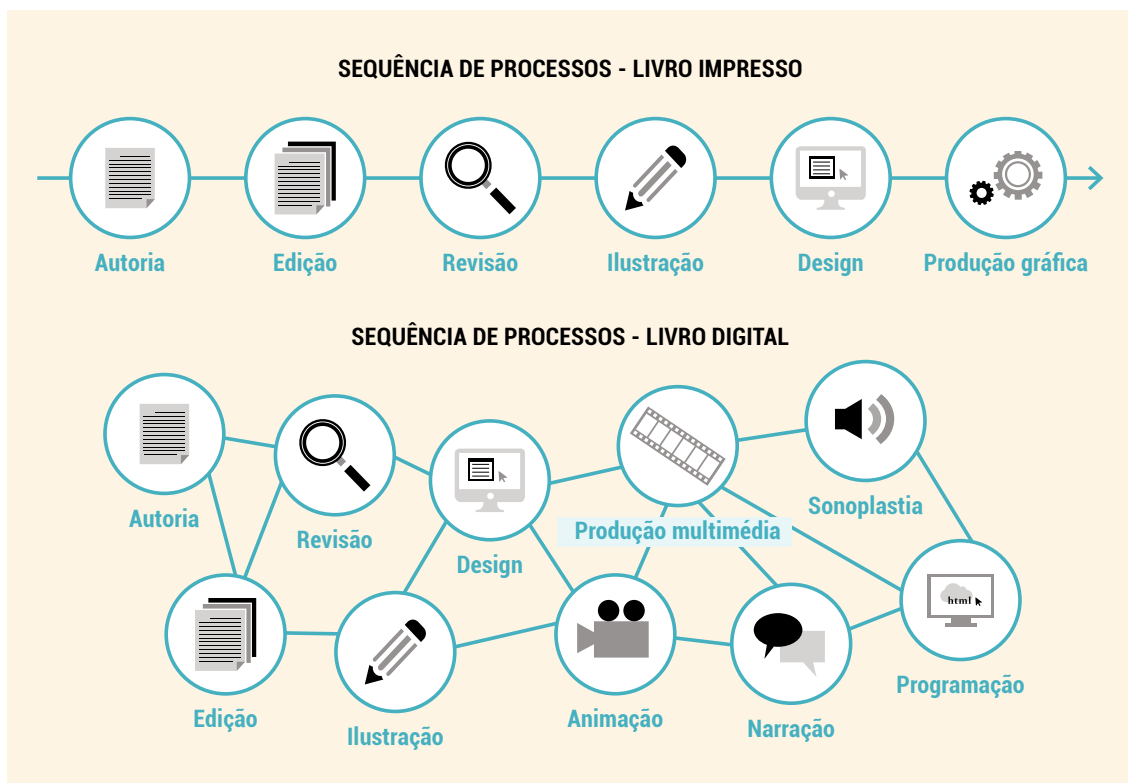 SEQUÊNCIA DE PROCESSOS - LIVRO IMPRESSO
Autoria
Edição
Revisão
Ilustração
Design
Produção gráfica
SEQUÊNCIA DE PROCESSOS - LIVRO DIGITAL
Autoria
Revisão
Design
Produção multimédia
Sonoplastia
html
Edição
Ilustração
Animação
Narração
Programação